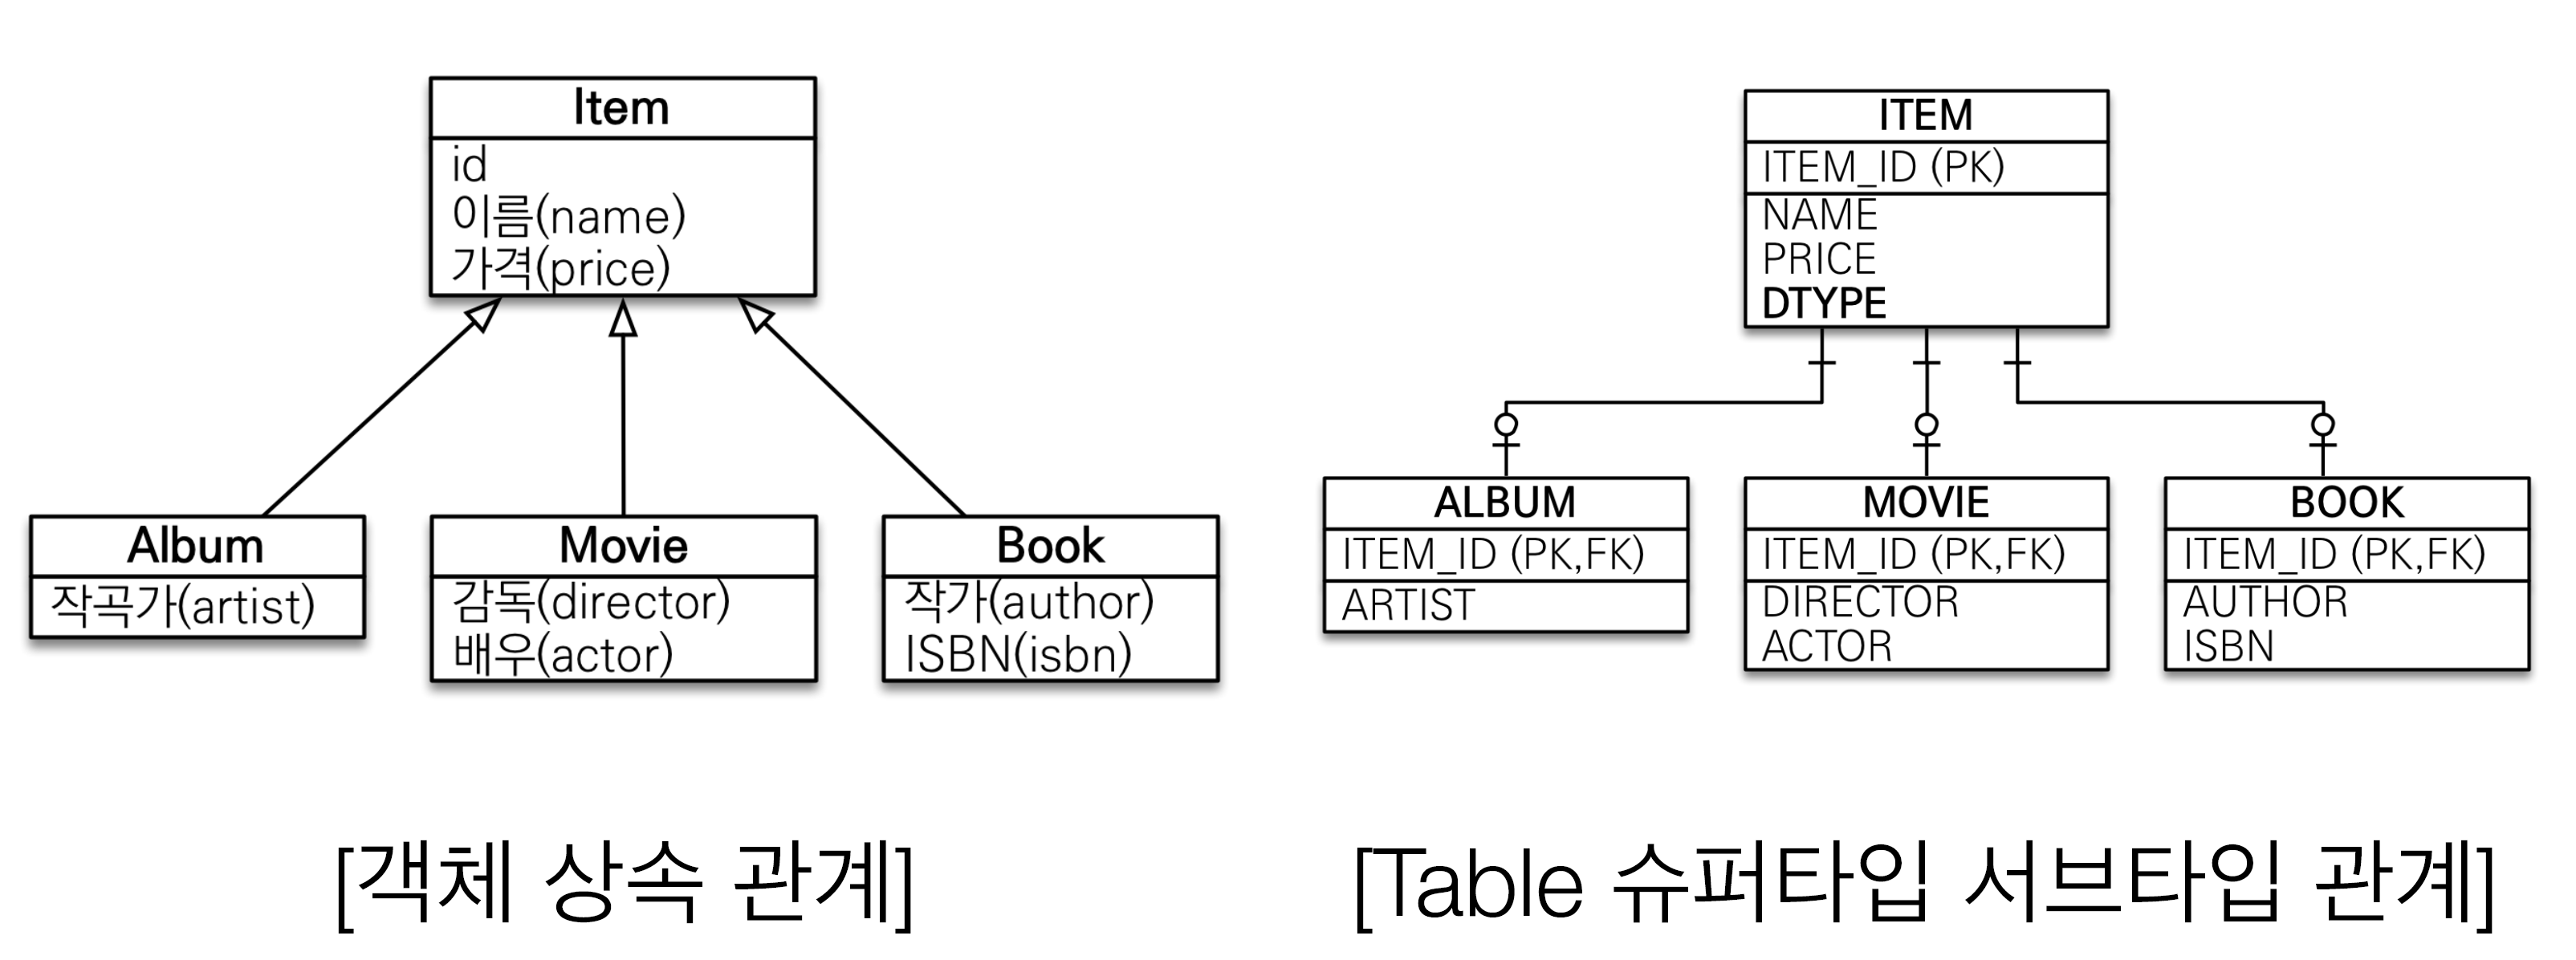 Item
id
이름(name)
가격(price)
Album
작곡가(artist)
Movie
감독(director)
배우(actor)
Book
작가(author)
ISBN(isbn)
[객체 상속 관계]
ITEM
ITEM_ID (PK)
NAME
PRICE
DTYPE
ALBUM
ITEM_ID (PK,FK)
ARTIST
MOVIE
ITEM_ID (PK,FK)
DIRECTOR
ACTOR
BOOK
ITEM_ID (PK,FK)
AUTHOR
ISBN
[Table 슈퍼타입 서브타입 관계]